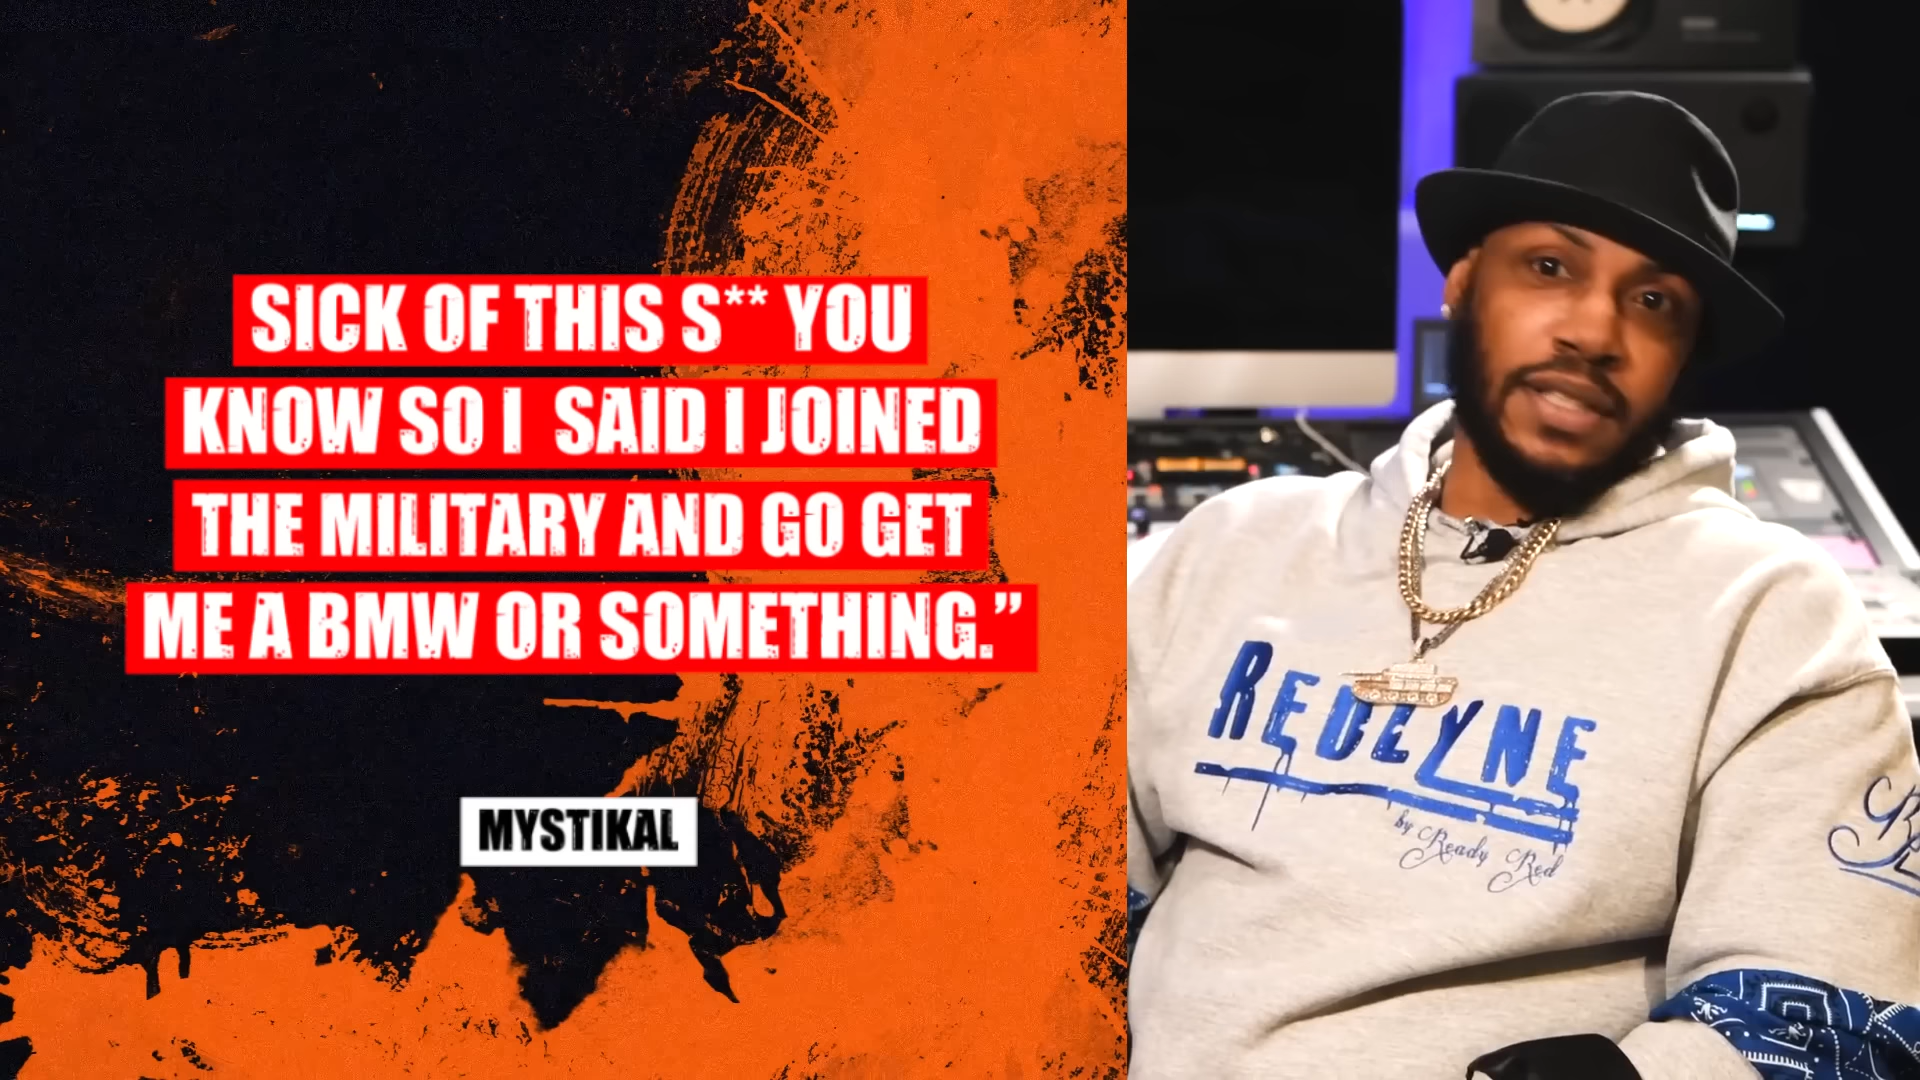 SICK OF THIS S** YOU
KNOW SO I SAID I JOINED
THE MILITARY AND GO GET
ME A BMW OR SOMETHING.”
MYSTIKAL
REDLYNE
by Ready Red